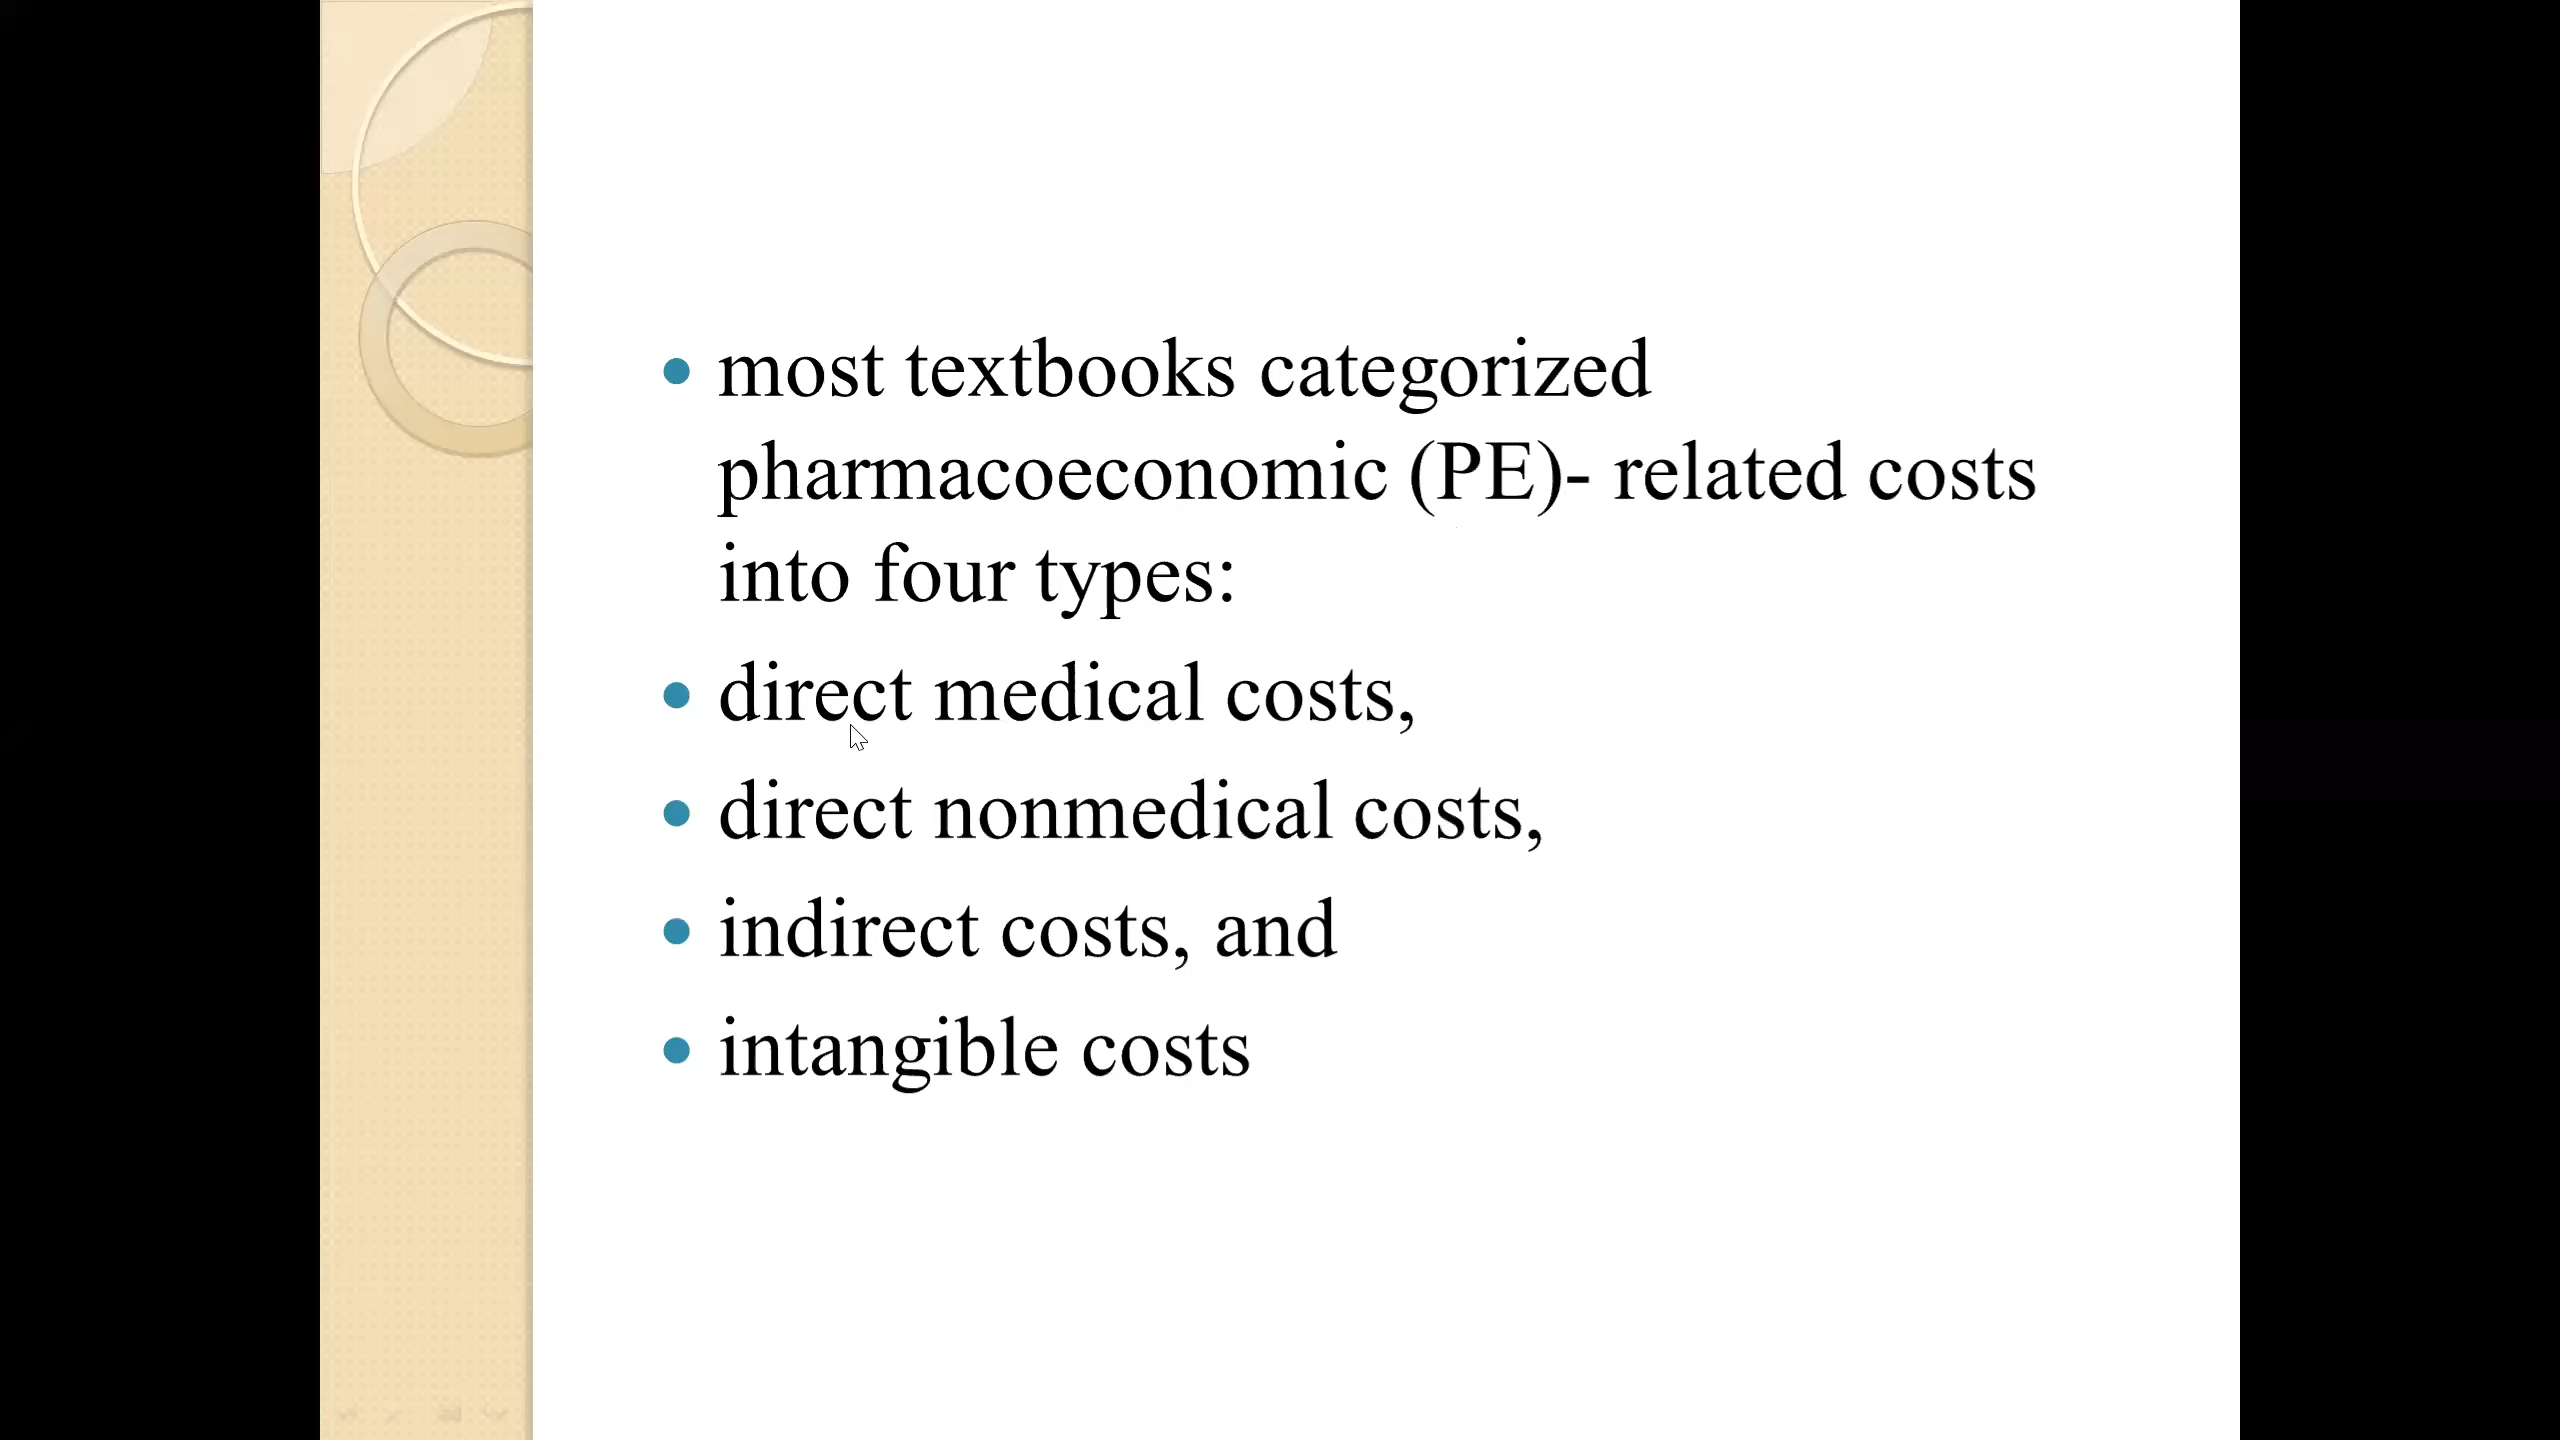 most textbooks categorized
pharmacoeconomic (PE)- related costs
into four types:
direct medical costs,
direct nonmedical costs,
indirect costs, and
intangible costs